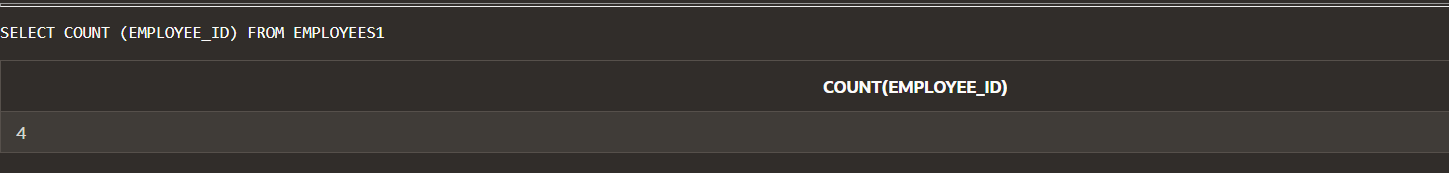 SELECT COUNT (EMPLOYEE_ID) FROM EMPLOYEES1
COUNT(EMPLOYEE_ID)
4